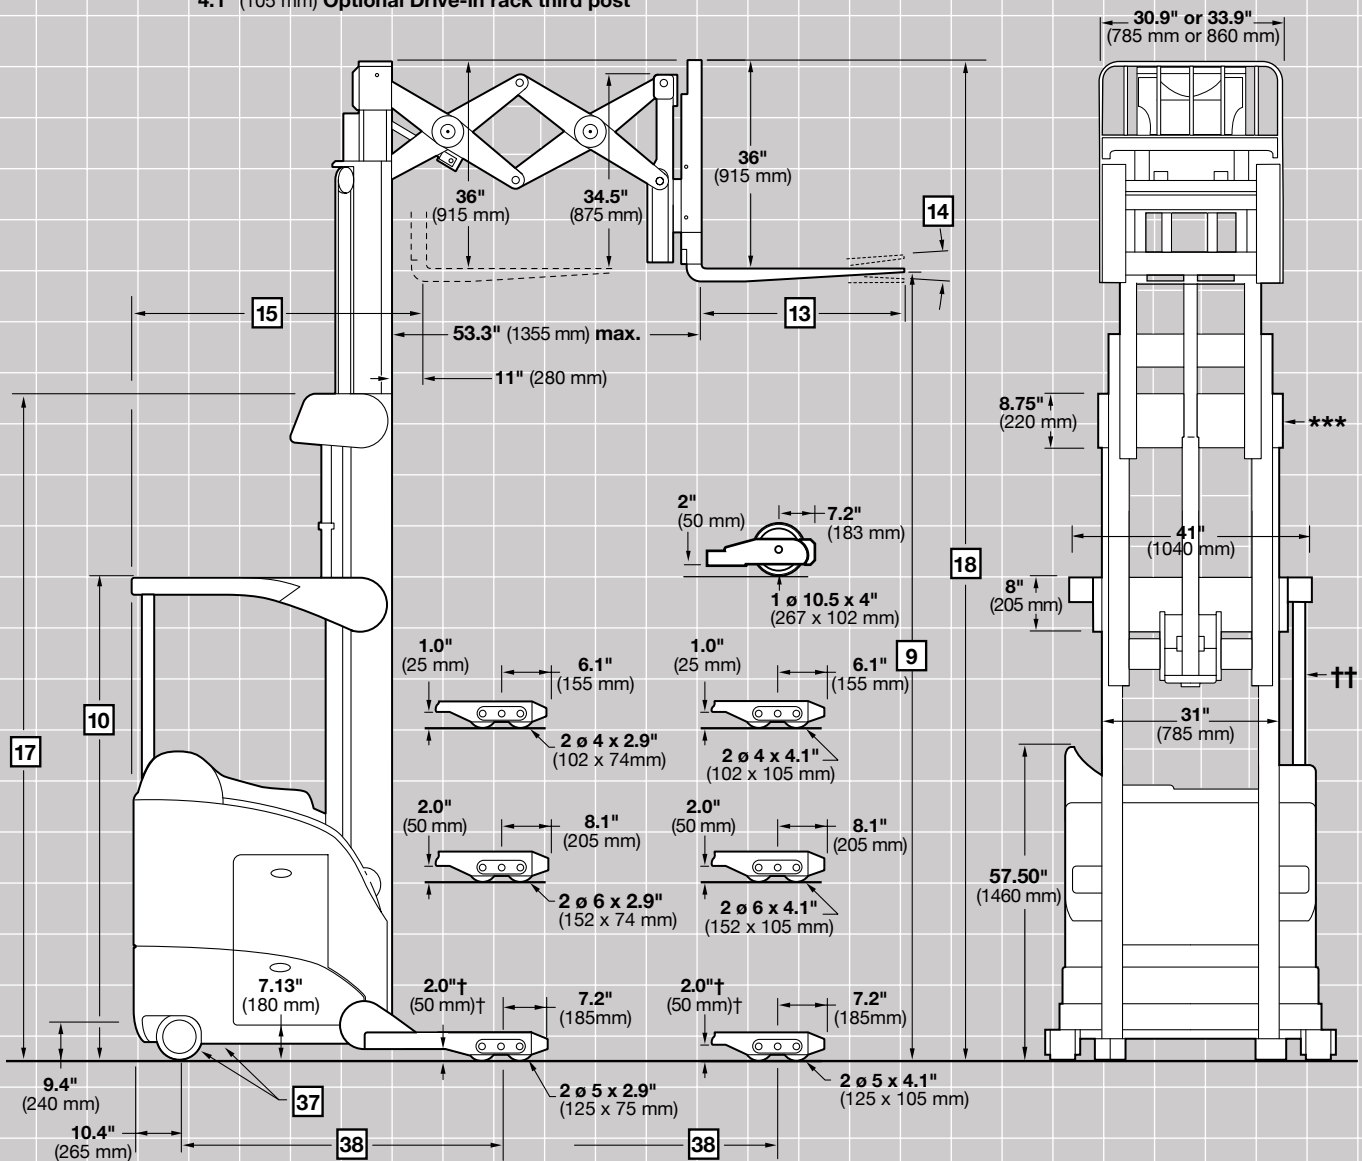 4.1" (105 mm) Optional Drive-in rack third post
30.9" or 33.9"
(785 mm or 860 mm)
36"
(915 mm)
34.5"
(875 mm)
36"
(915 mm)
14
15
13
53.3" (1355 mm) max.
11" (280 mm)
8.75"
(220 mm)
***
2"
(50 mm)
7.2"
(183 mm)
18
41"
(1040 mm)
1 ø 10.5 x 4"
(267 x 102 mm)
8"
(205 mm)
9
1.0"
(25 mm)
6.1"
(155 mm)
1.0"
(25 mm)
6.1"
(155 mm)
††
10
17
2 ø 4 x 2.9"
(102 x 74mm)
2 ø 4 x 4.1"
(102 x 105 mm)
31"
(785 mm)
2.0"
(50 mm)
8.1"
(205 mm)
2.0"
(50 mm)
8.1"
(205 mm)
57.50"
(1460 mm)
2 ø 6 x 2.9"
(152 x 74 mm)
2 ø 6 x 4.1"
(152 x 105 mm)
7.13"
(180 mm)
2.0"†
(50 mm)†
7.2"
(185mm)
2.0"†
(50 mm)†
7.2"
(185mm)
9.4"
(240 mm)
37
2 ø 5 x 2.9"
(125 x 75 mm)
2 ø 5 x 4.1"
(125 x 105 mm)
10.4"
(265 mm)
38
38